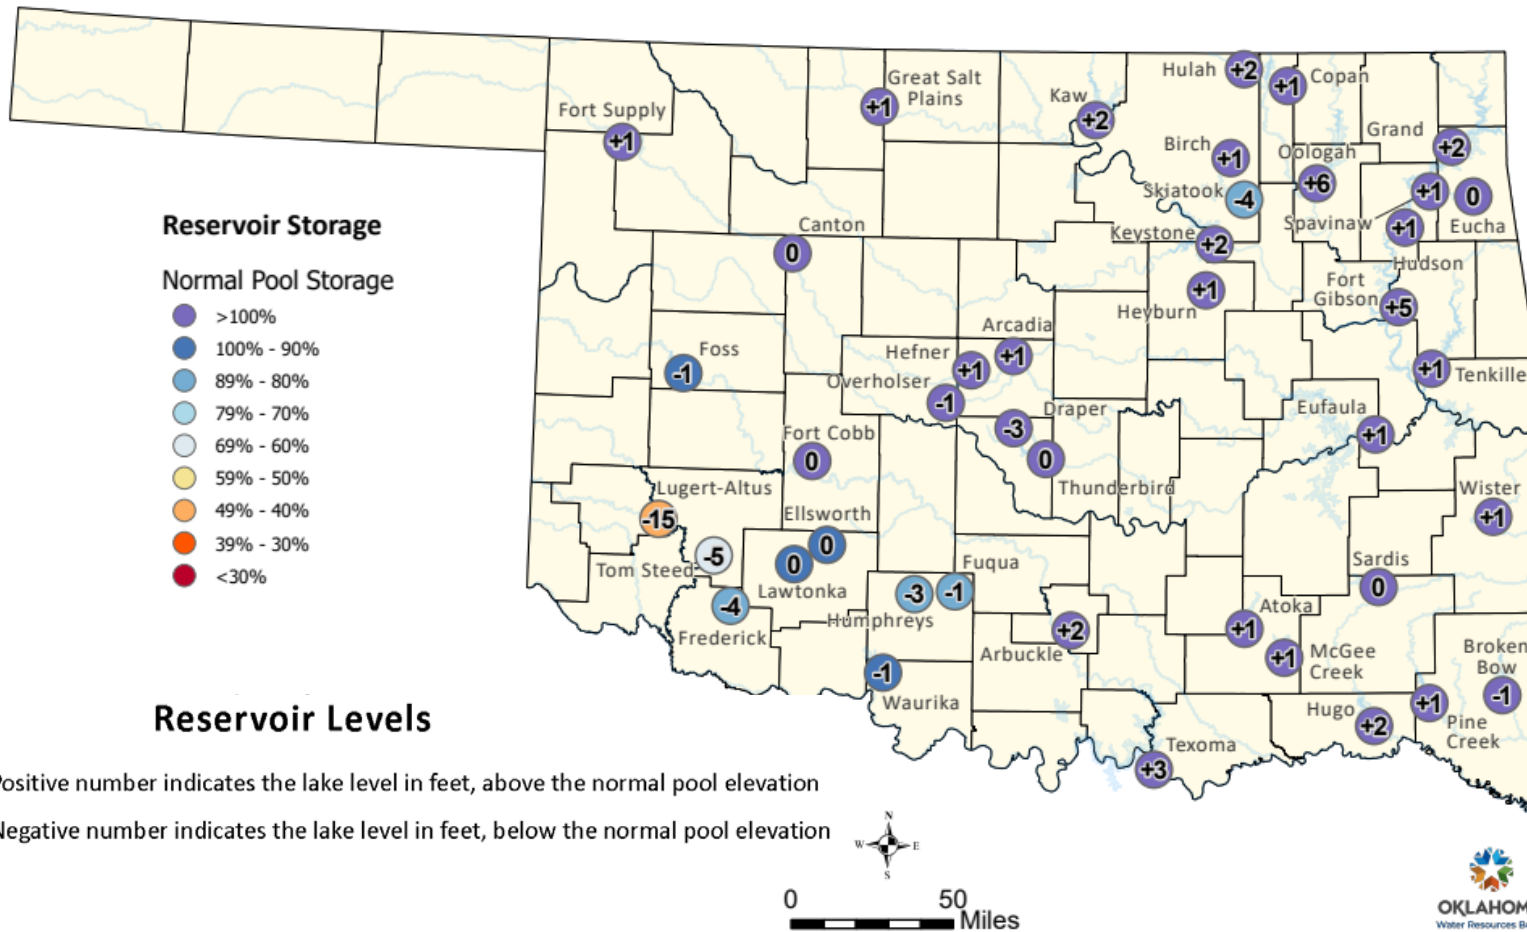 Hulah
+2
+1
Copan
Great Salt
Plains
+1
Kaw
+2
Fort Supply
+1
Grand
+2
Birch
+1
Oologah
+6
Skiatook
-4
+1
0
Spavinaw
Eucha
+1
Hudson
Canton
0
Keystone
+2
Heyburn
+1
Fort
Gibson
+5
Arcadia
+1
Hefner
+1
Overholser
-1
Foss
-1
+1
Tenkille
Draper
-3
Eufaula
+1
Fort Cobb
0
0
Thunderbird
Lugert-Altus
-15
Ellsworth
0
Wister
+1
Tom Steed
-5
0
Lawtonka
Fuqua
-1
-3
Humphreys
Sardis
0
-4
Frederick
Arbuckle
+2
Atoka
+1
+1
McGee
Creek
Broken
Bow
-1
-1
Waurika
Hugo
+2
+1
Pine
Creek
Texoma
+3
Reservoir Storage
Normal Pool Storage
>100%
100% - 90%
89% - 80%
79% - 70%
69% - 60%
59% - 50%
49% - 40%
39% - 30%
<30%
Reservoir Levels
Positive number indicates the lake level in feet, above the normal pool elevation
Negative number indicates the lake level in feet, below the normal pool elevation
N
W E
S
0 50
Miles
OKLAHOM
Water Resources B